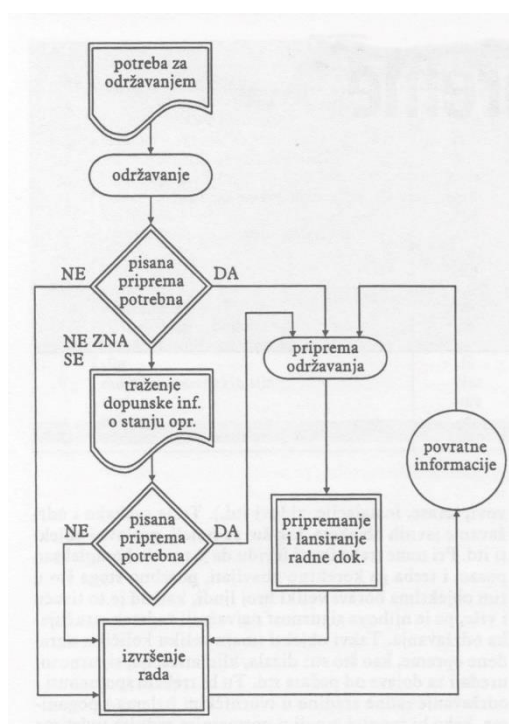 potreba za
održavanjem
održavanje
pisana
priprema
potrebna
NE
DA
NE ZNA
SE
priprema
održavanja
traženje
dopunske inf.
o stanju opr.
povratne
informacije
pisana
priprema
potrebna
NE
DA
pripremanje
i lansiranje
radne dok.
izvršenje
rada